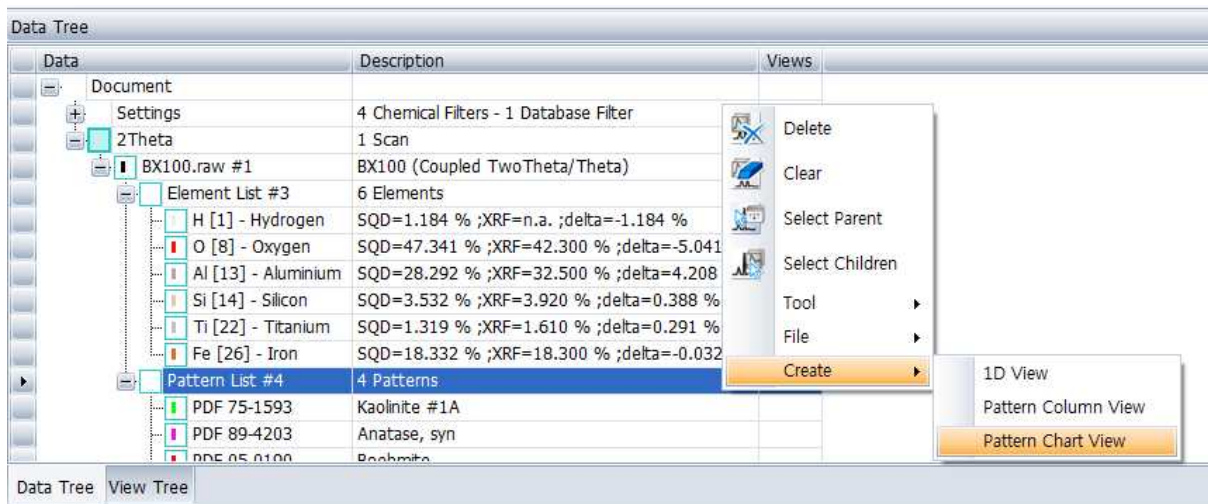 Data Tree
Data Description Views
Document
Settings 4 Chemical Filters - 1 Database Filter
2Theta 1 Scan
BX100.raw #1 BX100 (Coupled TwoTheta/Theta)
Element List #3 6 Elements
H [1] - Hydrogen SQD=1.184 % ;XRF=n.a. ;delta=-1.184 %
O [8] - Oxygen SQD=47.341 % ;XRF=42.300 % ;delta=-5.041
Al [13] - Aluminium SQD=28.292 % ;XRF=32.500 % ;delta=4.208
Si [14] - Silicon SQD=3.532 % ;XRF=3.920 % ;delta=0.388 %
Ti [22] - Titanium SQD=1.319 % ;XRF=1.610 % ;delta=0.291 %
Fe [26] - Iron SQD=18.332 % ;XRF=18.300 % ;delta=-0.032
Pattern List #4 4 Patterns
PDF 75-1593 Kaolinite #1A
PDF 89-4203 Anatase, syn
PDF 05-0190 Boehmite
Delete
Clear
Select Parent
Select Children
Tool
File
Create
1D View
Pattern Column View
Pattern Chart View
Data Tree View Tree